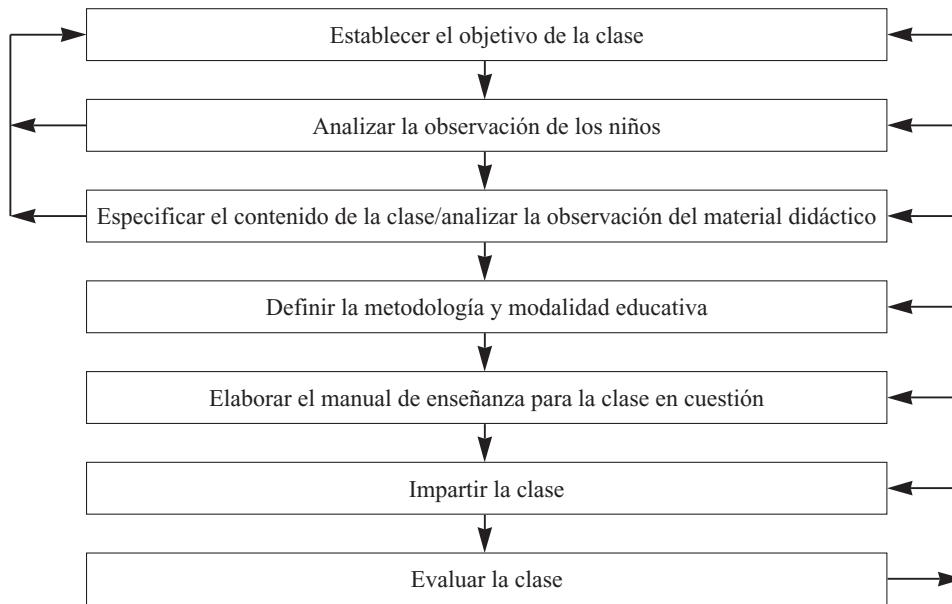 Establecer el objetivo de la clase
Analizar la observación de los niños
Especificar el contenido de la clase/analizar la observación del material didáctico
Definir la metodología y modalidad educativa
Elaborar el manual de enseñanza para la clase en cuestión
Impartir la clase
Evaluar la clase